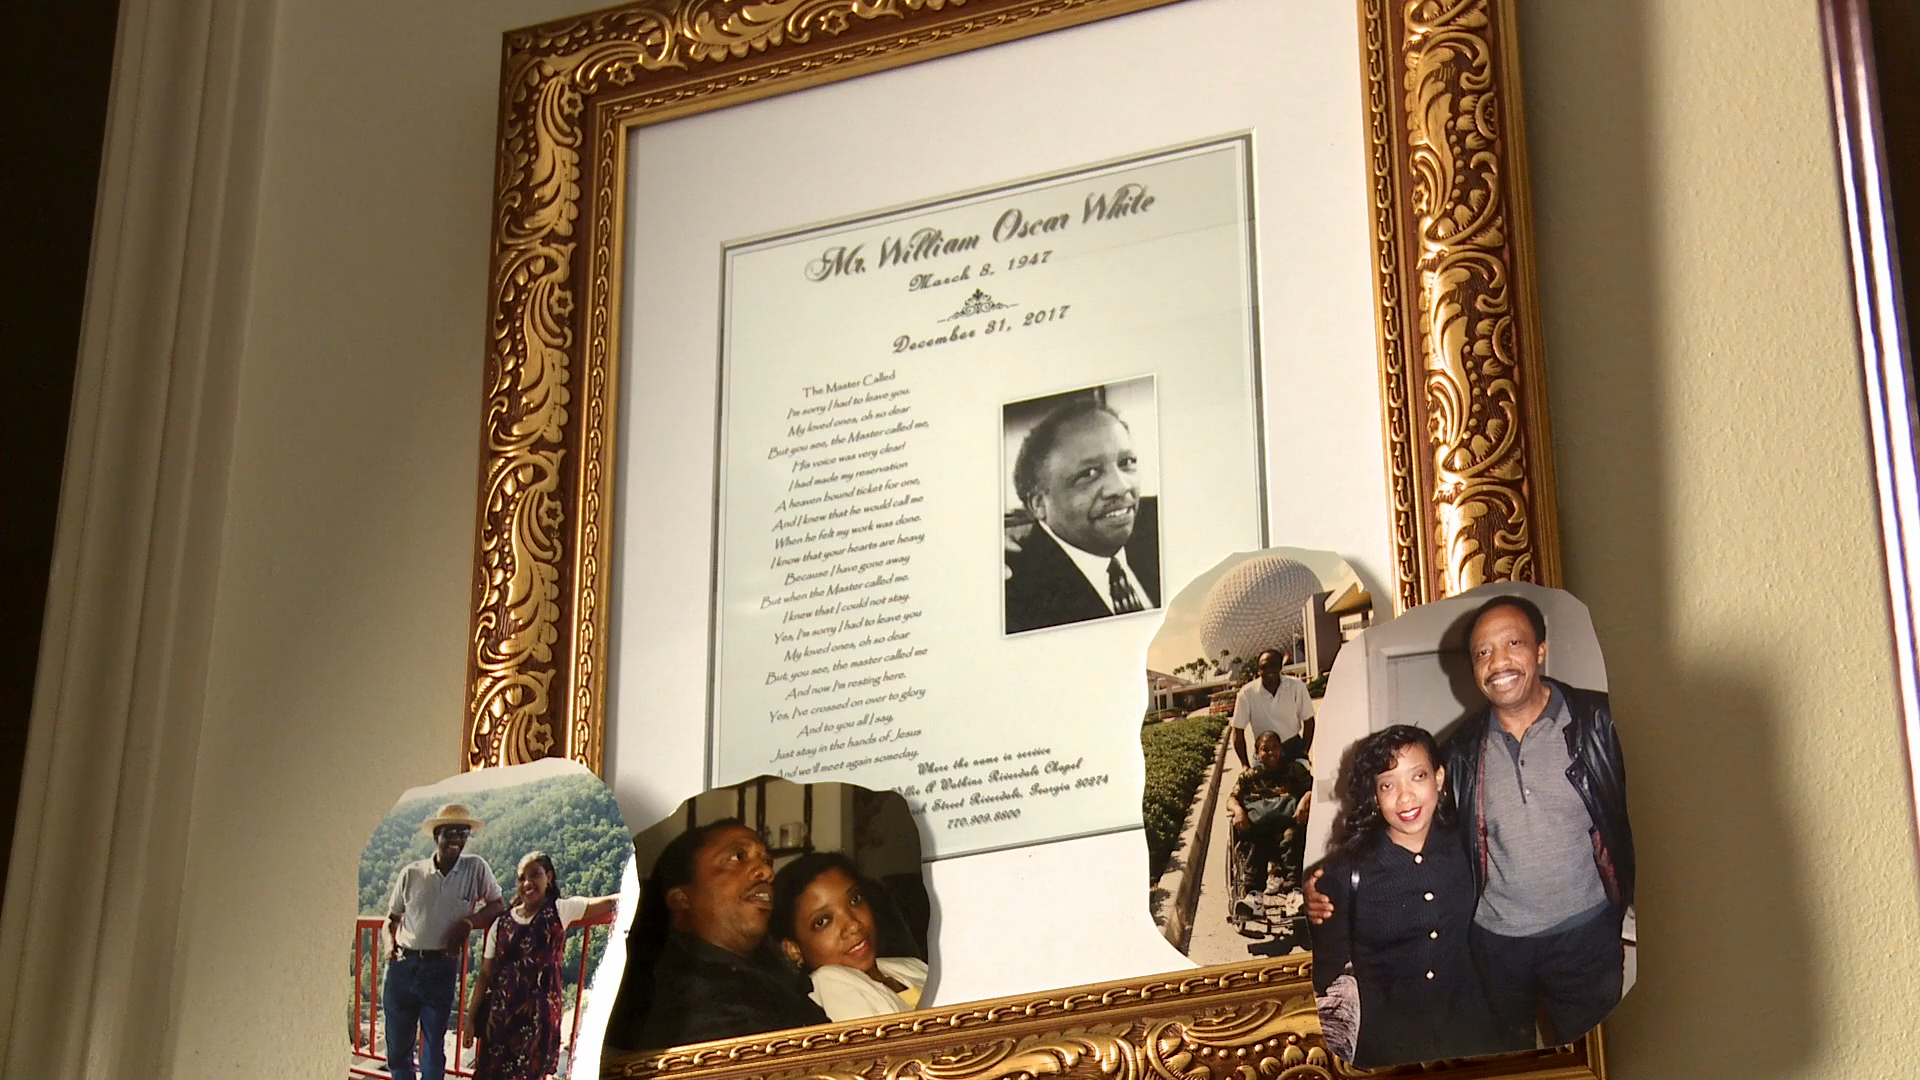 Mr. William Oscar White
March 8, 1947
December 31, 2017
The Master Called
I'm sorry I had to leave you.
My loved ones, oh so dear
But you see, the Master called me,
His voice was very clear!
I had made my reservation
A heaven bound ticket for one,
And I knew that he would call me
When he felt my work was done.
I know that your hearts are heavy
Because I have gone away
But when the Master called me.
I knew that I could not stay.
Yes, I'm sorry I had to leave you
My loved ones, oh so dear
But, you see, the master called me
And now I'm resting here.
Yes, I've crossed on over to glory
And to you all I say,
Just stay in the hands of Jesus
And we'll meet again someday.
Where the name is service
A Watkins Riverdale Chapel
Street Riverdale, Georgia 30274
770.909.8800